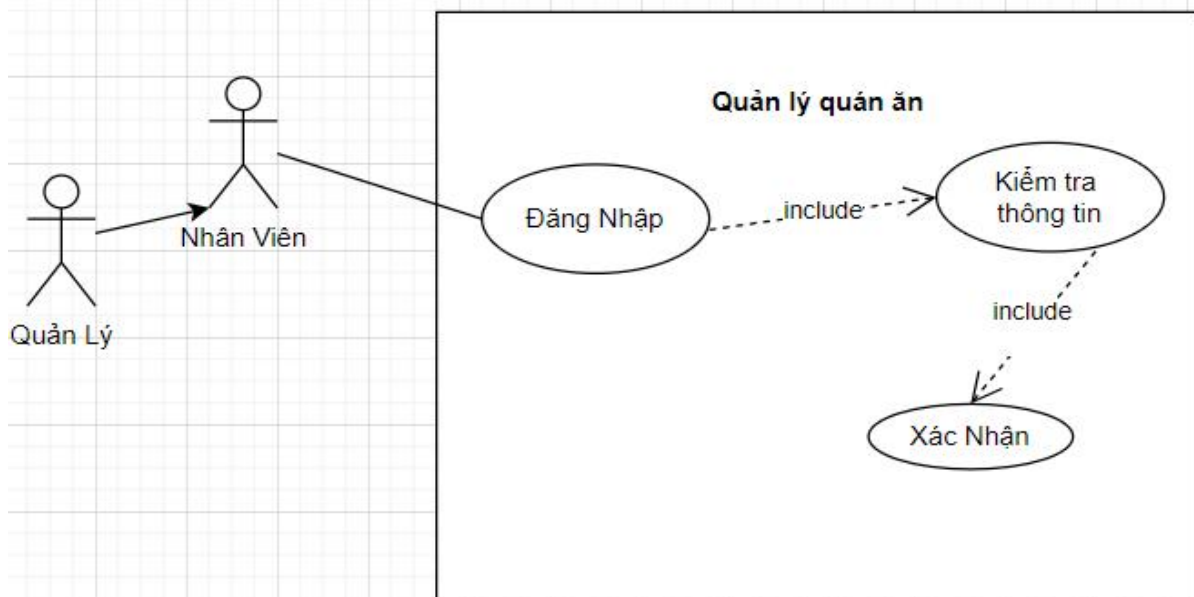 Quản lý quán ăn
Nhân Viên
Quản Lý
Đăng Nhập
include
Kiểm tra
thông tin
include
Xác Nhận